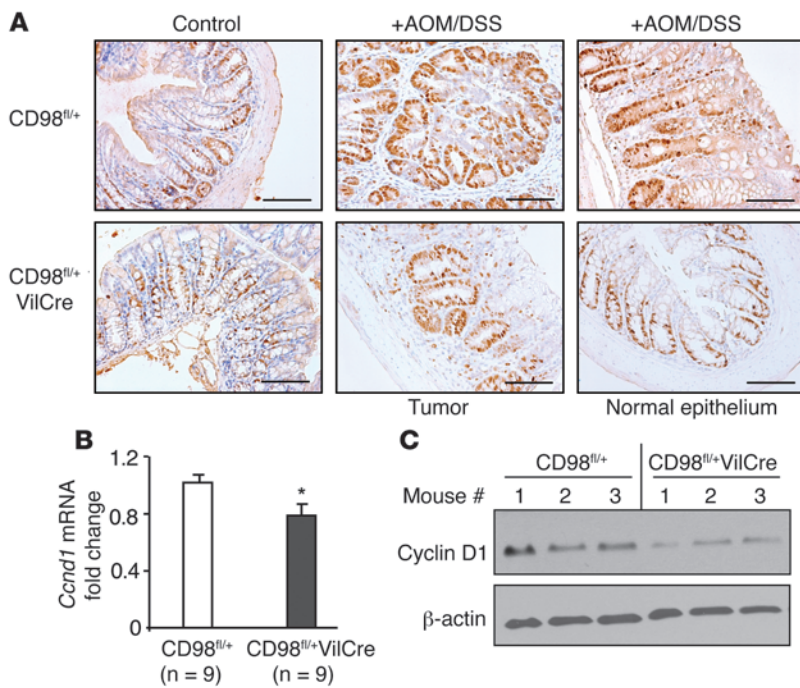 A
Control
+AOM/DSS
+AOM/DSS
CD98fl/+
CD98fl/+
VilCre
Tumor
Normal epithelium
B
1.2
0.8
0.4
0
Ccnd1 mRNA
fold change
*
CD98fl/+
(n = 9)
CD98fl/+VilCre
(n = 9)
C
CD98fl/+
CD98fl/+VilCre
Mouse # 1 2 3 1 2 3
Cyclin D1
β-actin